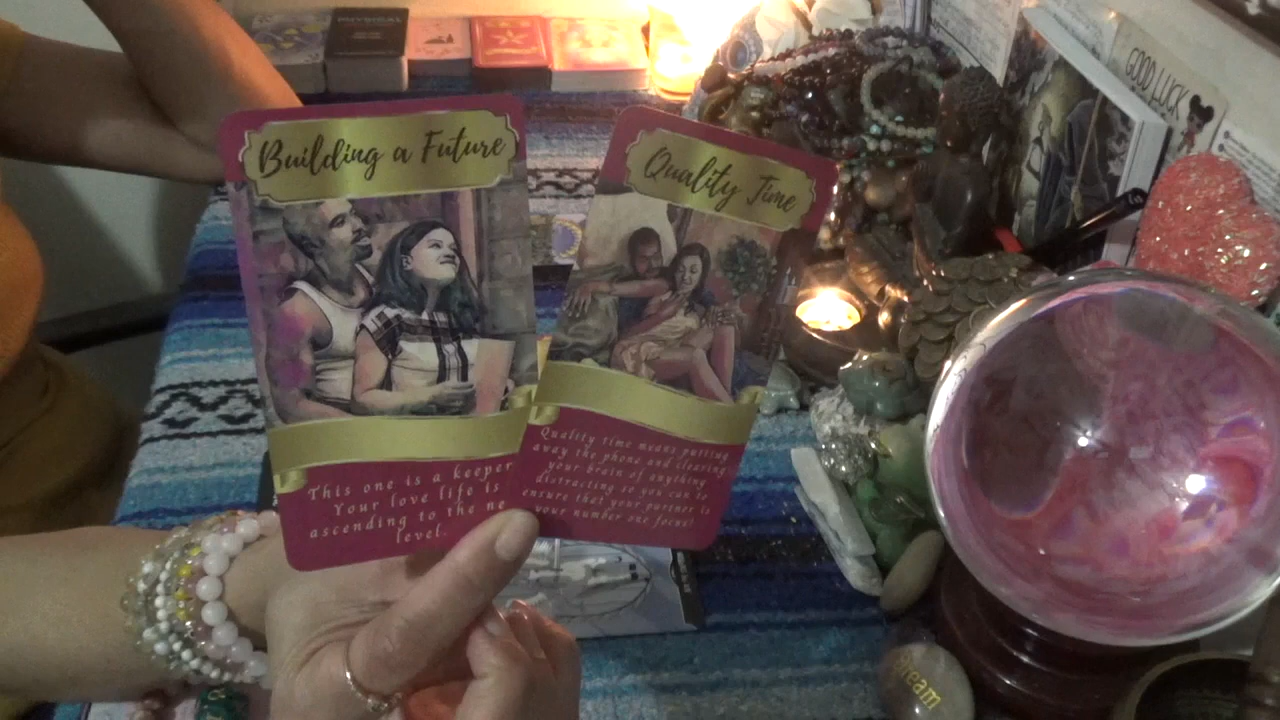 PHYSICAL
GOOD LUCK
Building a Future
Quality Time
This one is a keeper
Your love life is
ascending to the ne
level.
Quality time means putting
away the phone and clearing
your brain of anything
distracting so you can to
ensure that your partner is
your number one focus!
Dream